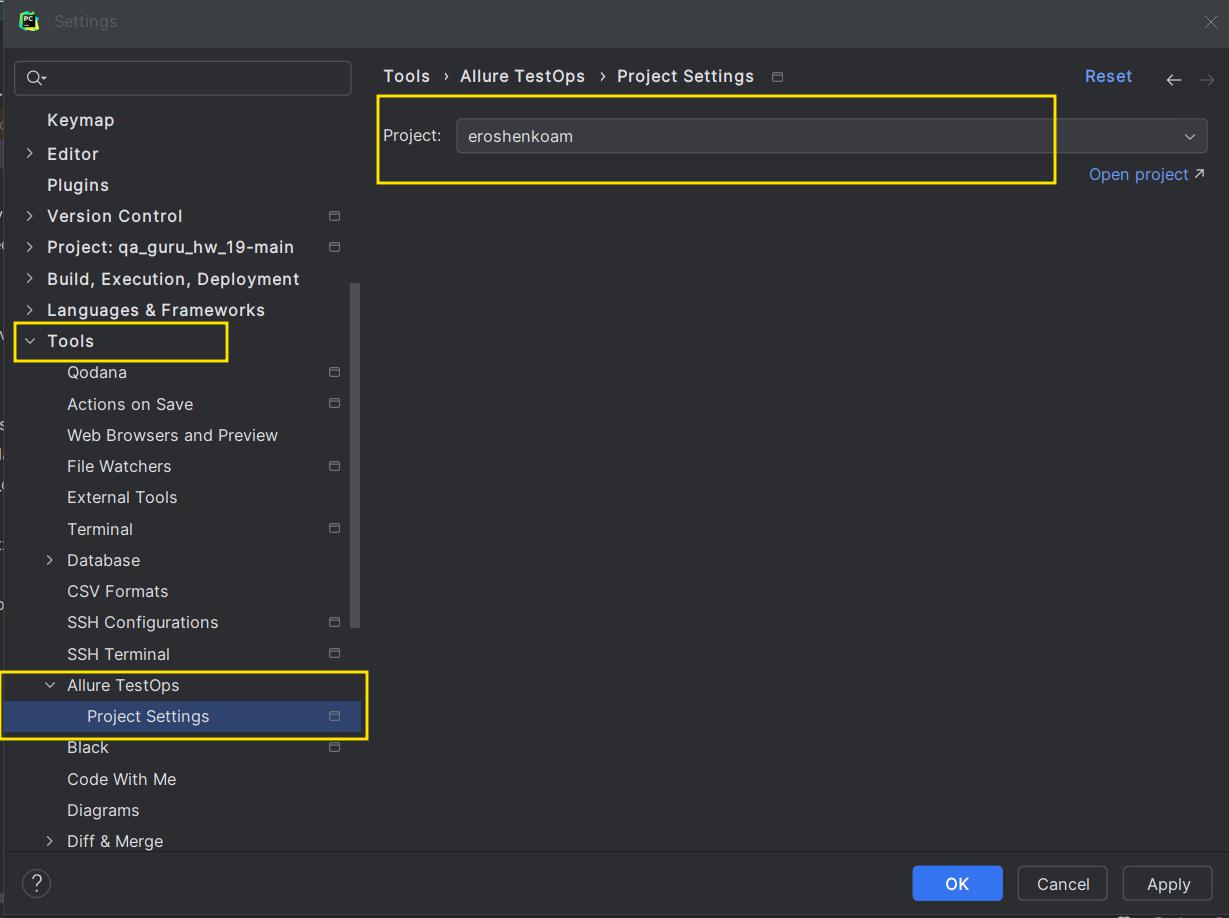 PC
Settings
Keymap
Editor
Plugins
Version Control
Project: qa_guru_hw_19-main
Build, Execution, Deployment
Languages & Frameworks
Tools
Qodana
Actions on Save
Web Browsers and Preview
File Watchers
External Tools
Terminal
Database
CSV Formats
SSH Configurations
SSH Terminal
Allure TestOps
Project Settings
Black
Code With Me
Diagrams
Diff & Merge
Tools › Allure TestOps › Project Settings
Reset
Project: eroshenkoam
Open project ↗
?
OK
Cancel
Apply